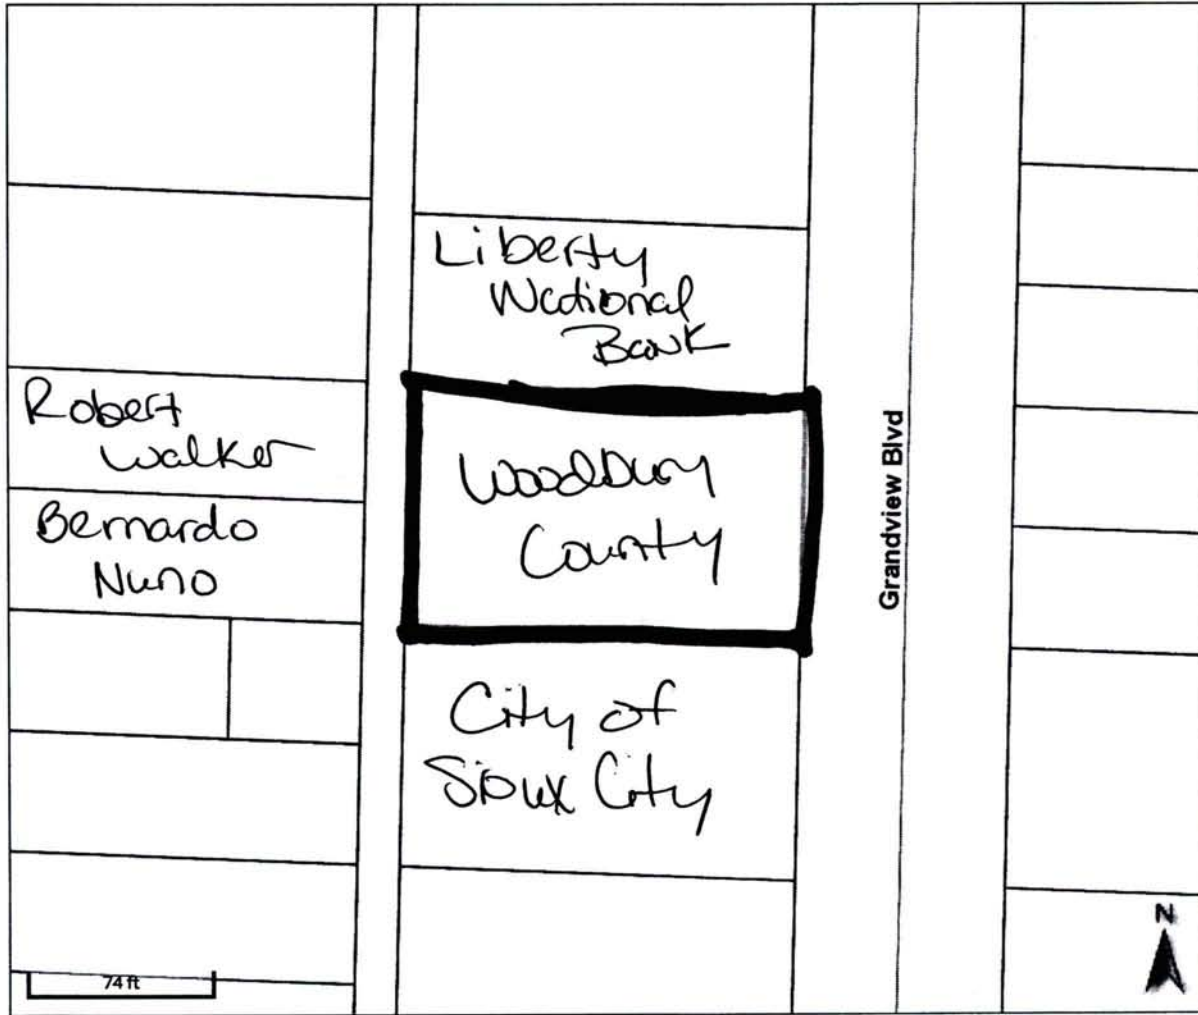 Liberty
National
Bank
Robert
Walker
Woodbury
County
Bernardo
Nuno
Grandview Blvd
City of
Sioux City
N
74 ft